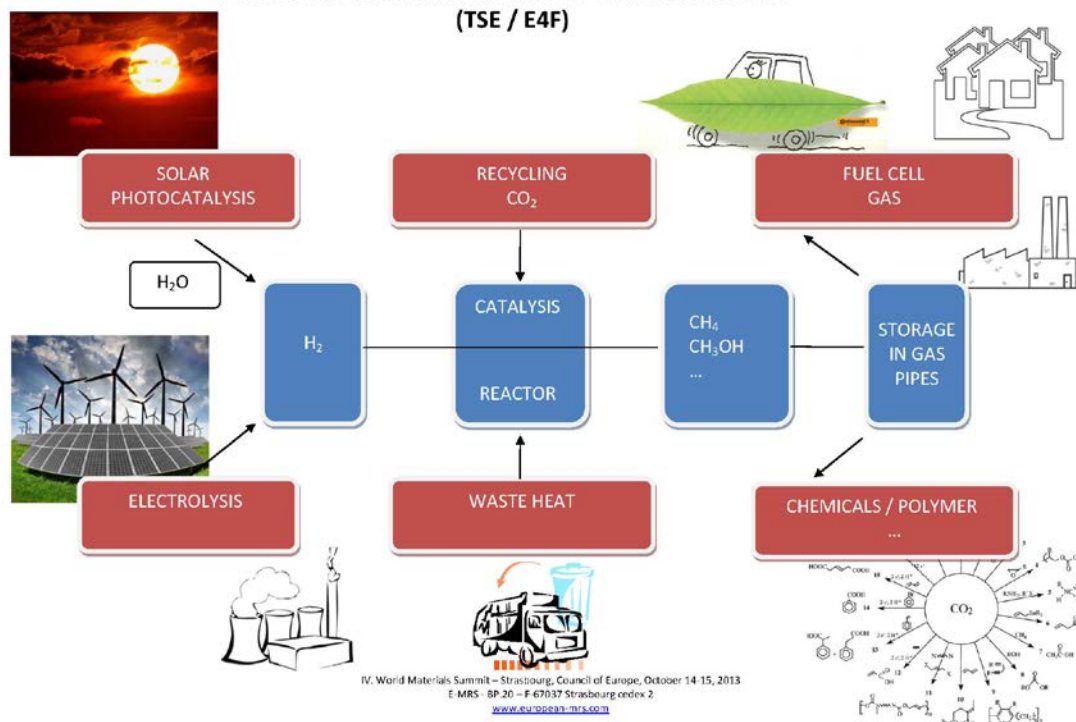 (TSE / E4F)
SOLAR
PHOTOCATALYSIS
RECYCLING
CO₂
FUEL CELL
GAS
H₂O
H₂
CATALYSIS
REACTOR
CH₄
CH₃OH
...
STORAGE
IN GAS
PIPES
ELECTROLYSIS
WASTE HEAT
CHEMICALS / POLYMER
...
CO₂
IV. World Materials Summit – Strasbourg, Council of Europe, October 14-15, 2013
E-MRS - BP.20 – F-67037 Strasbourg cedex 2
www.european-mrs.com